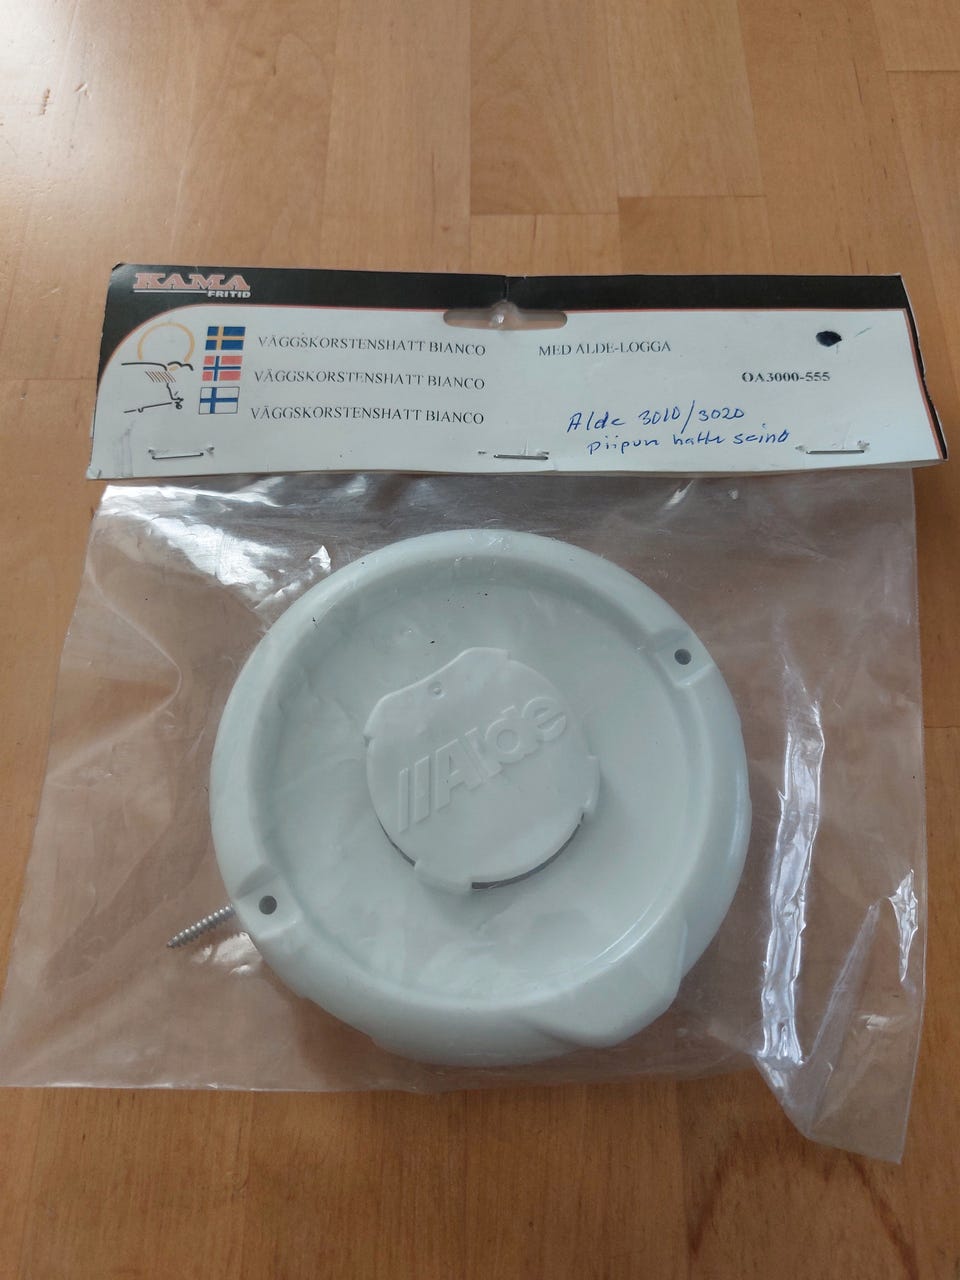 KAMA
FRITID
VÄGGSKORSTENSHATT BIANCO MED ALDE-LOGGA
VÄGGSKORSTENSHATT BIANCO OA3000-555
VÄGGSKORSTENSHATT BIANCO
Alde 3010/3020
piipun hattu seinä
//Alde